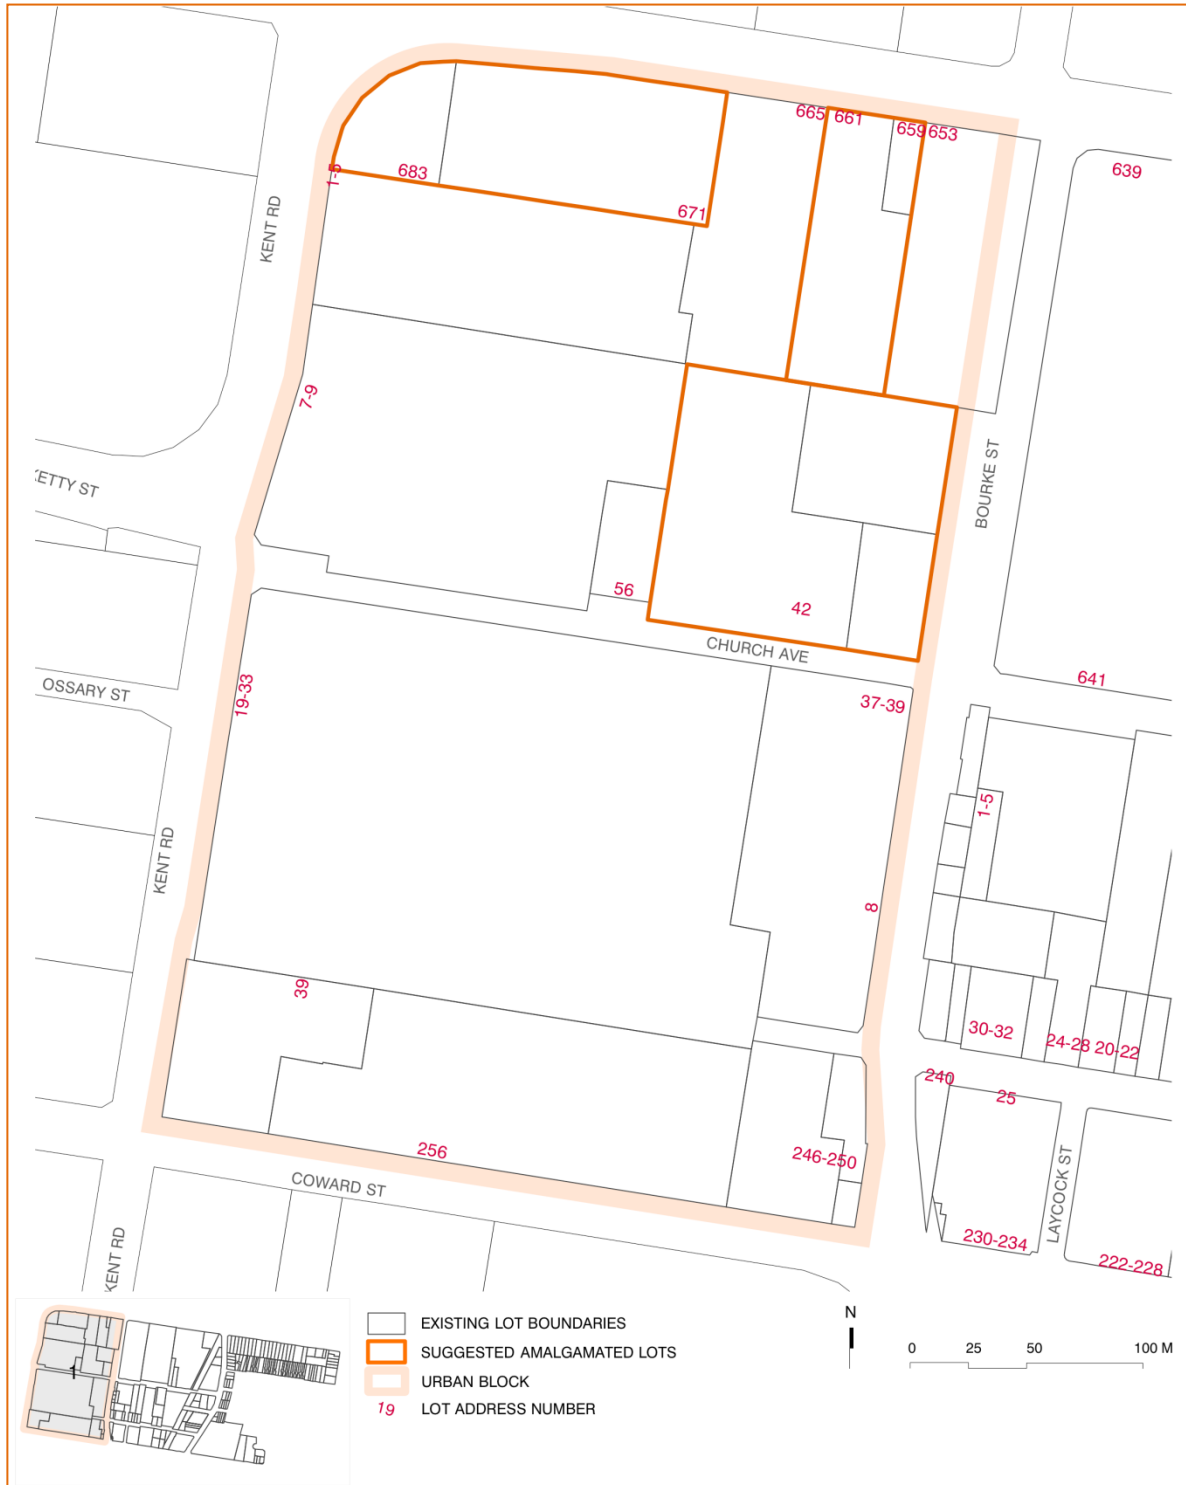 665
661
659
653
639
1-5
683
671
KENT RD
7-9
BOURKE ST
ETTY ST
56
42
CHURCH AVE
641
OSSARY ST
19-33
37-39
1-5
KENT RD
8
39
30-32
24-28
20-22
240
25
256
246-250
COWARD ST
LAYCOCK ST
230-234
222-228
KENT RD
1
EXISTING LOT BOUNDARIES
SUGGESTED AMALGAMATED LOTS
URBAN BLOCK
19 LOT ADDRESS NUMBER
N
0 25 50 100 M